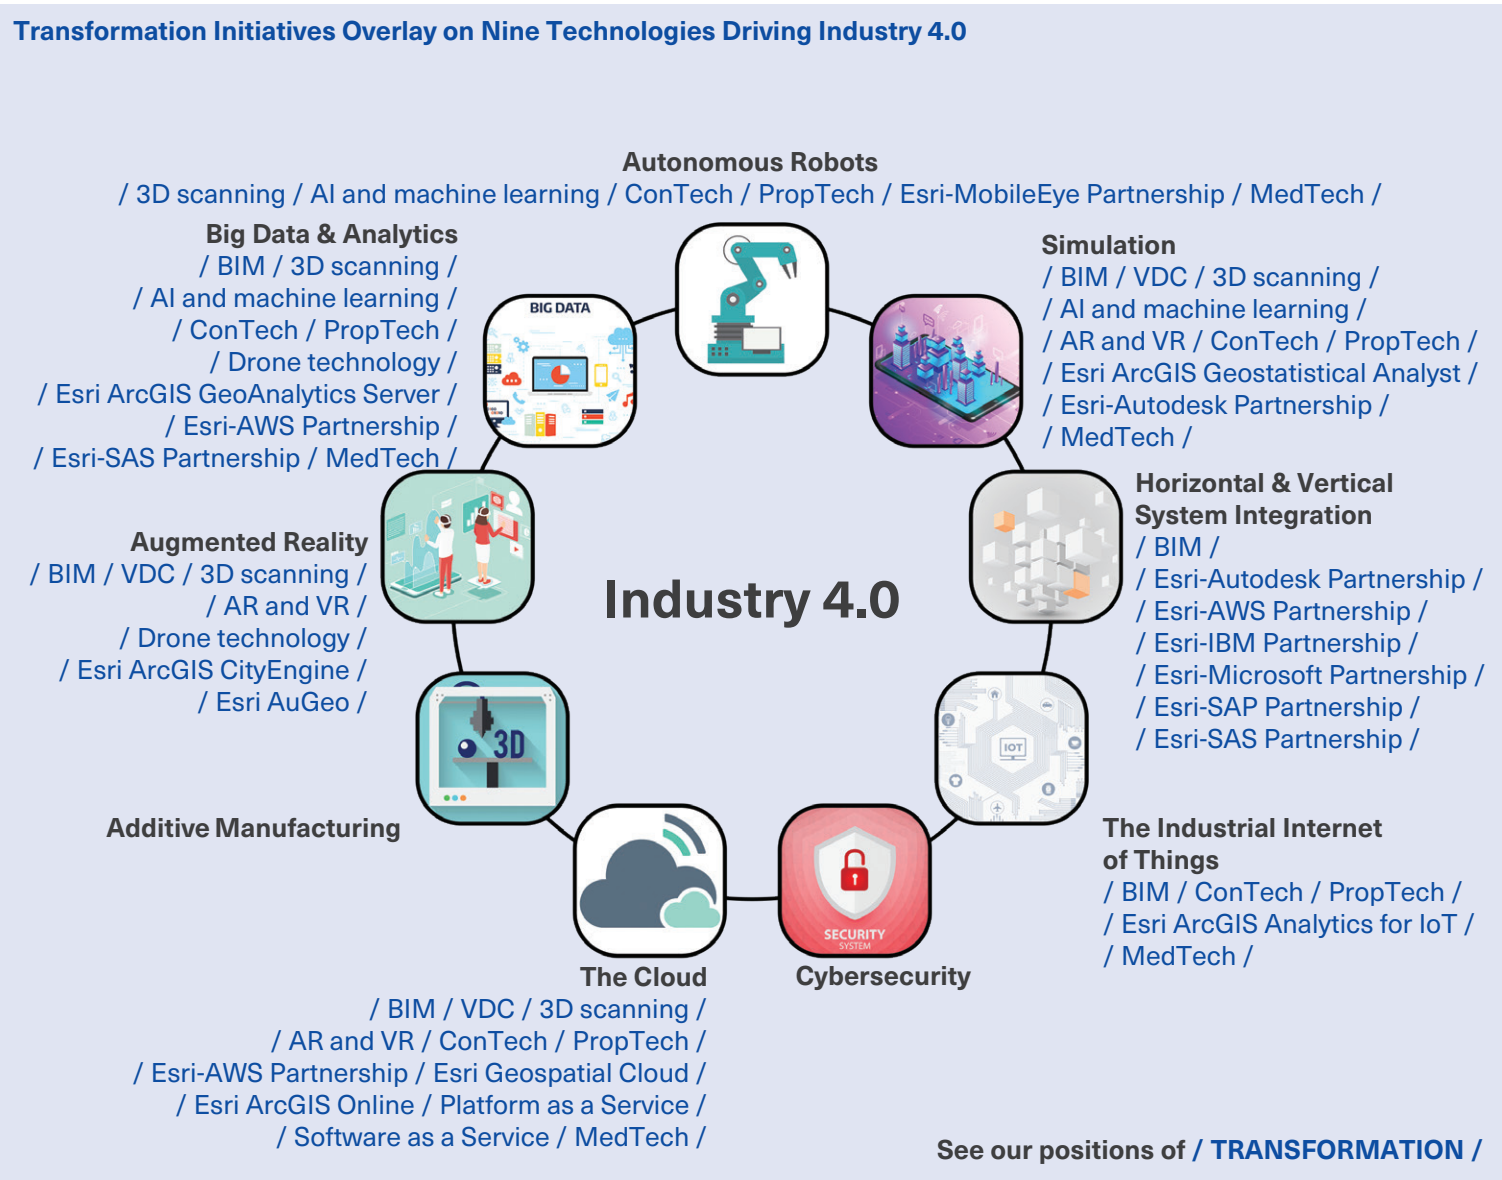 Transformation Initiatives Overlay on Nine Technologies Driving Industry 4.0
Autonomous Robots
/ 3D scanning / AI and machine learning / ConTech / PropTech / Esri-MobileEye Partnership / MedTech /
Big Data & Analytics
/ BIM / 3D scanning /
/ AI and machine learning /
/ ConTech / PropTech /
/ Drone technology /
/ Esri ArcGIS GeoAnalytics Server /
/ Esri-AWS Partnership /
/ Esri-SAS Partnership / MedTech /
BIG DATA
Simulation
/ BIM / VDC / 3D scanning /
/ AI and machine learning /
/ AR and VR / ConTech / PropTech /
/ Esri ArcGIS Geostatistical Analyst /
/ Esri-Autodesk Partnership /
/ MedTech /
Augmented Reality
/ BIM / VDC / 3D scanning /
/ AR and VR /
/ Drone technology /
/ Esri ArcGIS CityEngine /
/ Esri AuGeo /
Industry 4.0
Horizontal & Vertical
System Integration
/ BIM /
/ Esri-Autodesk Partnership /
/ Esri-AWS Partnership /
/ Esri-IBM Partnership /
/ Esri-Microsoft Partnership /
/ Esri-SAP Partnership /
/ Esri-SAS Partnership /
3D
IOT
Additive Manufacturing
The Industrial Internet
of Things
/ BIM / ConTech / PropTech /
/ Esri ArcGIS Analytics for IoT /
/ MedTech /
SECURITY
SYSTEM
The Cloud
/ BIM / VDC / 3D scanning /
/ AR and VR / ConTech / PropTech /
/ Esri-AWS Partnership / Esri Geospatial Cloud /
/ Esri ArcGIS Online / Platform as a Service /
/ Software as a Service / MedTech /
Cybersecurity
See our positions of / TRANSFORMATION /